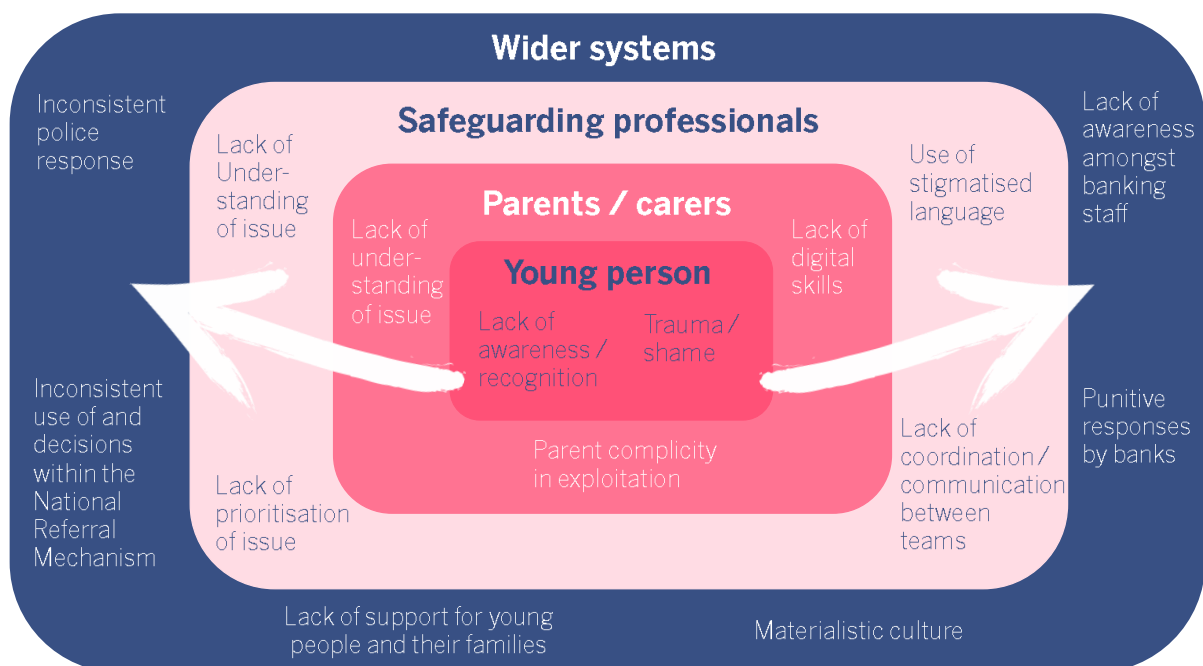 Wider systems
Inconsistent
police
response
Lack of
awareness
amongst
banking
staff
Safeguarding professionals
Lack of
Under-
standing
of issue
Use of
stigmatised
language
Parents / carers
Lack of
under-
standing
of issue
Lack of
digital
skills
Young person
Lack of
awareness /
recognition
Trauma /
shame
Inconsistent
use of and
decisions
within the
National
Referral
Mechanism
Punitive
responses
by banks
Parent complicity
in exploitation
Lack of
prioritisation
of issue
Lack of
coordination /
communication
between
teams
Lack of support for young
people and their families
Materialistic culture